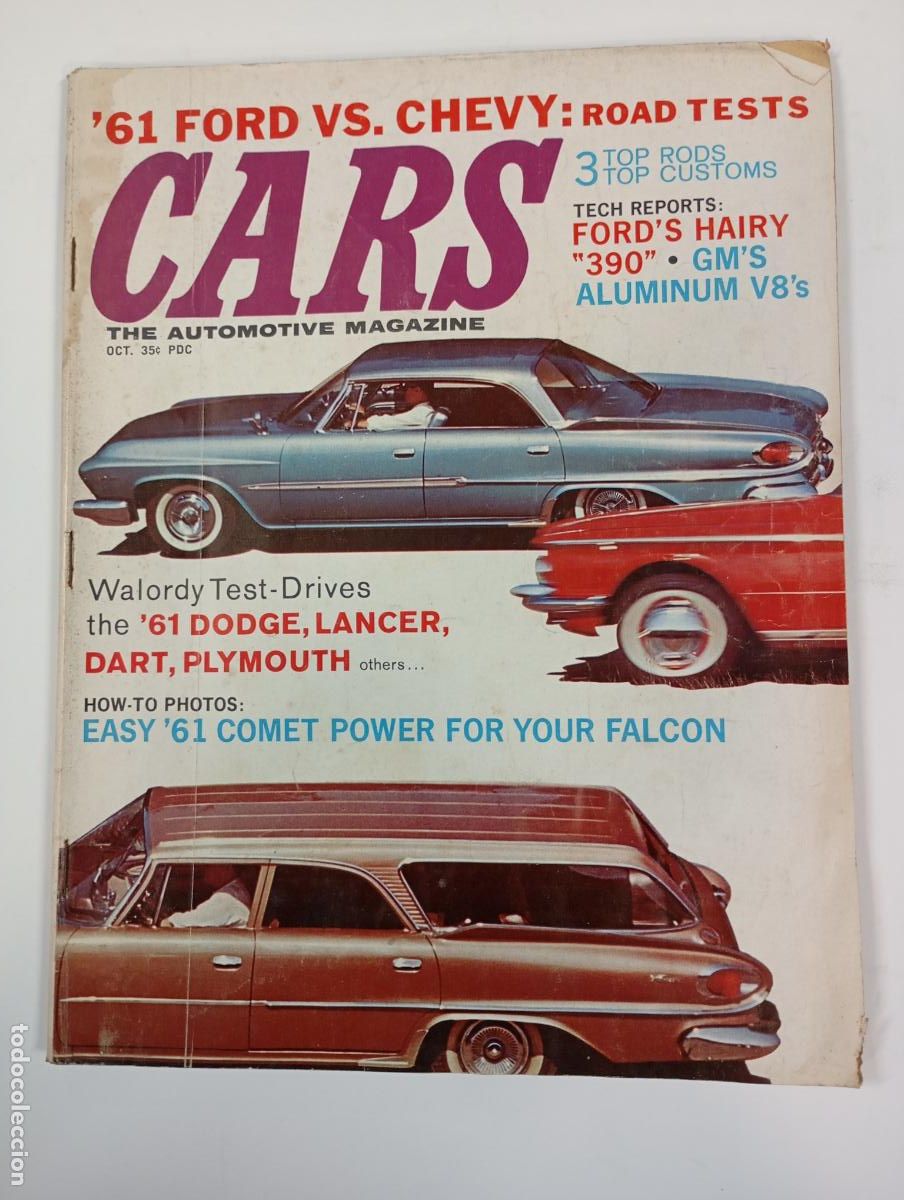 '61 FORD VS. CHEVY: ROAD TESTS
CARS
THE AUTOMOTIVE MAGAZINE
OCT. 35¢ PDC
3 TOP RODS
TOP CUSTOMS
TECH REPORTS:
FORD'S HAIRY
"390" • GM'S
ALUMINUM V8's
Walordy Test-Drives
the '61 DODGE, LANCER,
DART, PLYMOUTH others...
HOW-TO PHOTOS:
EASY '61 COMET POWER FOR YOUR FALCON
todocoleccion